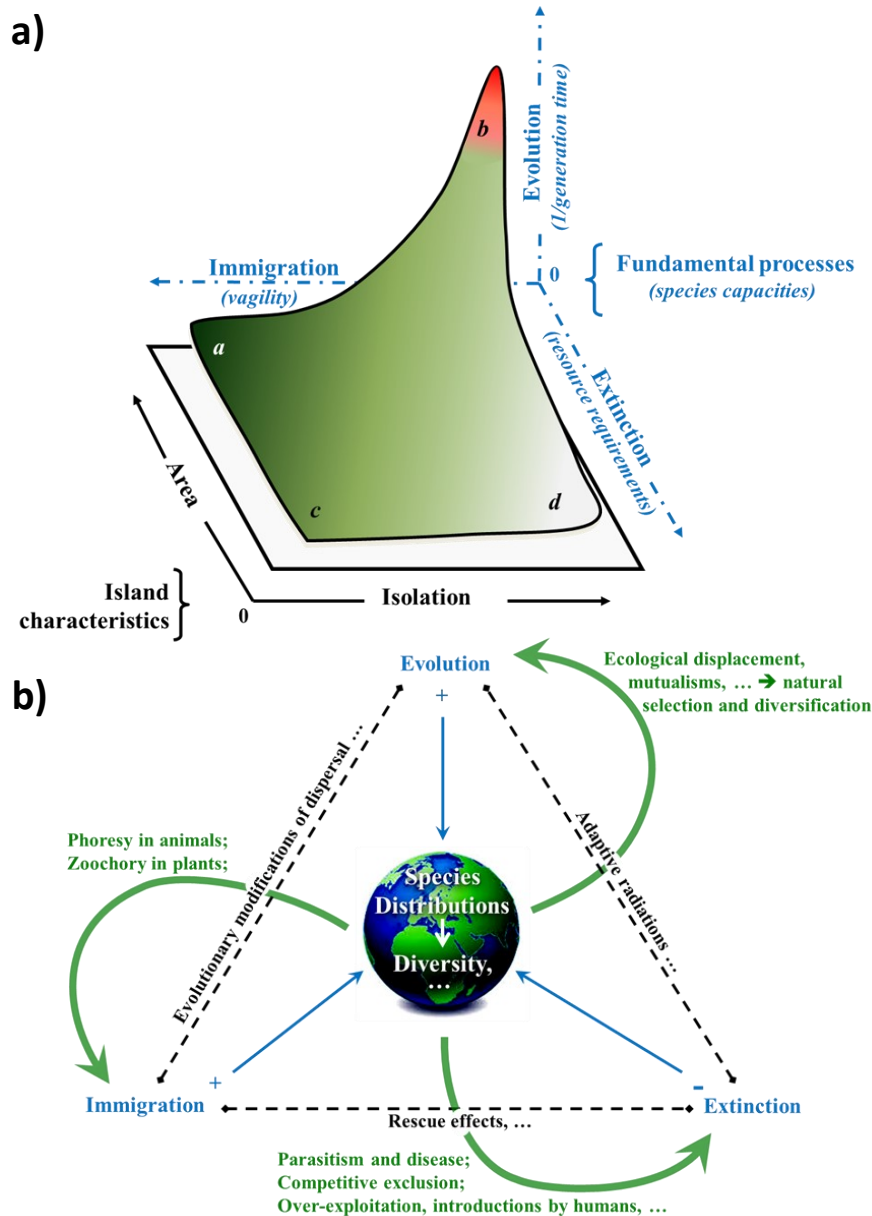 a)
b
Evolution
(1/generation time)
Immigration
(vagility)
0
Fundamental processes
(species capacities)
Extinction
(resource requirements)
a
Area
c
d
Island
characteristics
0
Isolation
b)
Evolution
+
Ecological displacement,
mutualisms, … ➔ natural
selection and diversification
Evolutionary modifications of dispersal …
Adaptive radiations …
Phoresy in animals;
Zoochory in plants;
Species
Distributions
Diversity,
…
Immigration
+
-
Extinction
Rescue effects, …
Parasitism and disease;
Competitive exclusion;
Over-exploitation, introductions by humans, …